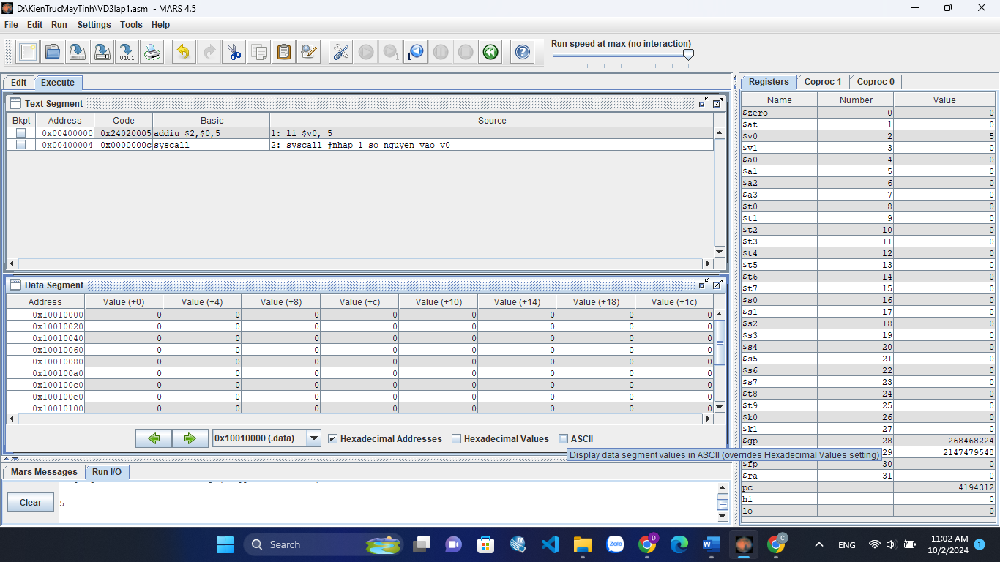 D:\KienTrucMayTinh\VD3lap1.asm - MARS 4.5
File Edit Run Settings Tools Help
Run speed at max (no interaction)
Edit Execute
Text Segment
Bkpt Address Code Basic Source
0x00400000 0x24020005 addiu $2,$0,5 1: li $v0, 5
0x00400004 0x0000000c syscall 2: syscall #nhap 1 so nguyen vao v0
Data Segment
Address Value (+0) Value (+4) Value (+8) Value (+c) Value (+10) Value (+14) Value (+18) Value (+1c)
0x10010000 0 0 0 0 0 0 0 0
0x10010020 0 0 0 0 0 0 0 0
0x10010040 0 0 0 0 0 0 0 0
0x10010060 0 0 0 0 0 0 0 0
0x10010080 0 0 0 0 0 0 0 0
0x100100a0 0 0 0 0 0 0 0 0
0x100100c0 0 0 0 0 0 0 0 0
0x100100e0 0 0 0 0 0 0 0 0
0x10010100 0 0 0 0 0 0 0 0
0x10010000 (.data) Hexadecimal Addresses Hexadecimal Values ASCII
Display data segment values in ASCII (overrides Hexadecimal Values setting)
Mars Messages Run I/O
Clear
5
Registers Coproc 1 Coproc 0
Name Number Value
$zero 0 0
$at 1 0
$v0 2 5
$v1 3 0
$a0 4 0
$a1 5 0
$a2 6 0
$a3 7 0
$t0 8 0
$t1 9 0
$t2 10 0
$t3 11 0
$t4 12 0
$t5 13 0
$t6 14 0
$t7 15 0
$s0 16 0
$s1 17 0
$s2 18 0
$s3 19 0
$s4 20 0
$s5 21 0
$s6 22 0
$s7 23 0
$t8 24 0
$t9 25 0
$k0 26 0
$k1 27 0
$gp 28 268468224
29 2147479548
$fp 30 0
$ra 31 0
pc 4194312
hi 0
lo 0
Search
Zalo
D
C
ENG
11:02 AM
10/2/2024
1